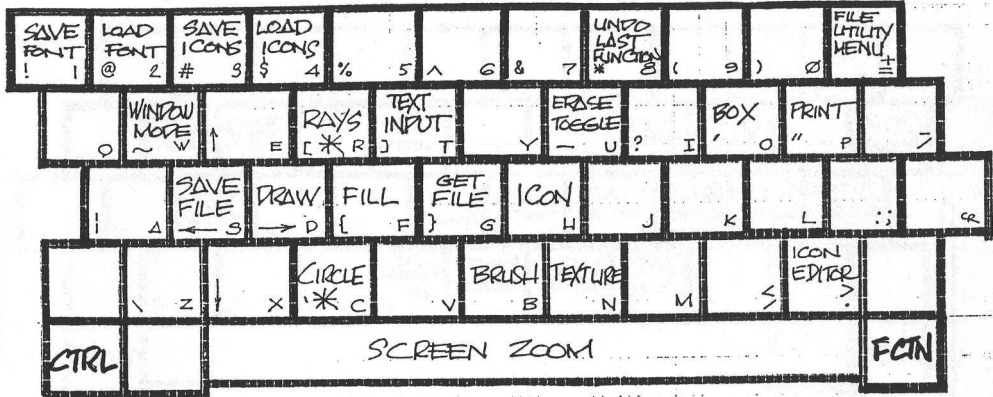 SAVE
FONT
! 1
LOAD
FONT
@ 2
SAVE
ICONS
# 3
LOAD
ICONS
$ 4
% 5
^ 6
& 7
UNDO
LAST
FUNCTION
* 8
( 9
) Ø
FILE
UTILITY
MENU
+
=
Q
WINDOW
MODE
~ W
↑ E
RAYS
[ * R
TEXT
INPUT
] T
Y
ERASE
TOGGLE
— U
? I
BOX
' O
PRINT
" P
/
| A
SAVE
FILE
← S
DRAW
→ D
FILL
{ F
GET
FILE
} G
ICON
H
J
K
L
: ;
CR
\ Z
↓ X
CIRCLE
` * C
V
BRUSH
B
TEXTURE
N
M
<
,
ICON
EDITOR
>
.
CTRL
SCREEN ZOOM
FCTN